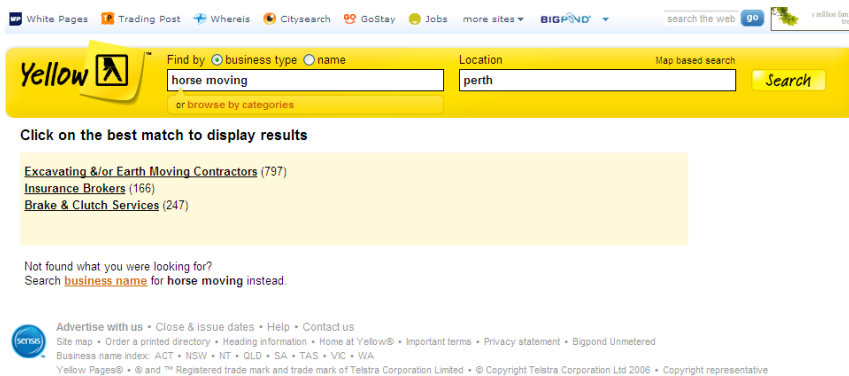 WP White Pages Trading Post Whereis Citysearch GO GoStay Jobs more sites BIGPOND search the web go
Yellow™
Find by business type name Location Map based search
horse moving perth Search
or browse by categories
Click on the best match to display results
Excavating &/or Earth Moving Contractors (797)
Insurance Brokers (166)
Brake & Clutch Services (247)
Not found what you were looking for?
Search business name for horse moving instead.
sensis
Advertise with us • Close & issue dates • Help • Contact us
Site map • Order a printed directory • Heading information • Home at Yellow® • Important terms • Privacy statement • Bigpond Unmetered
Business name index: ACT • NSW • NT • QLD • SA • TAS • VIC • WA
Yellow Pages® • ® and ™ Registered trade mark and trade mark of Telstra Corporation Limited • © Copyright Telstra Corporation Ltd 2006 • Copyright representative